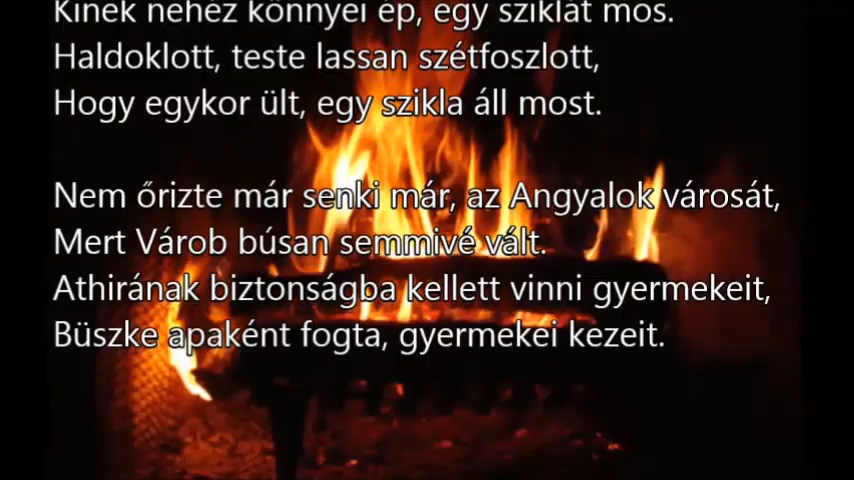 Kinek nehéz könnyei ép, egy sziklát mos.
Haldoklott, teste lassan szétfoszlott,
Hogy egykor ült, egy szikla áll most.
Nem őrizte már senki már, az Angyalok városát,
Mert Várob búsan semmivé vált.
Athirának biztonságba kellett vinni gyermekeit,
Büszke apaként fogta, gyermekei kezeit.